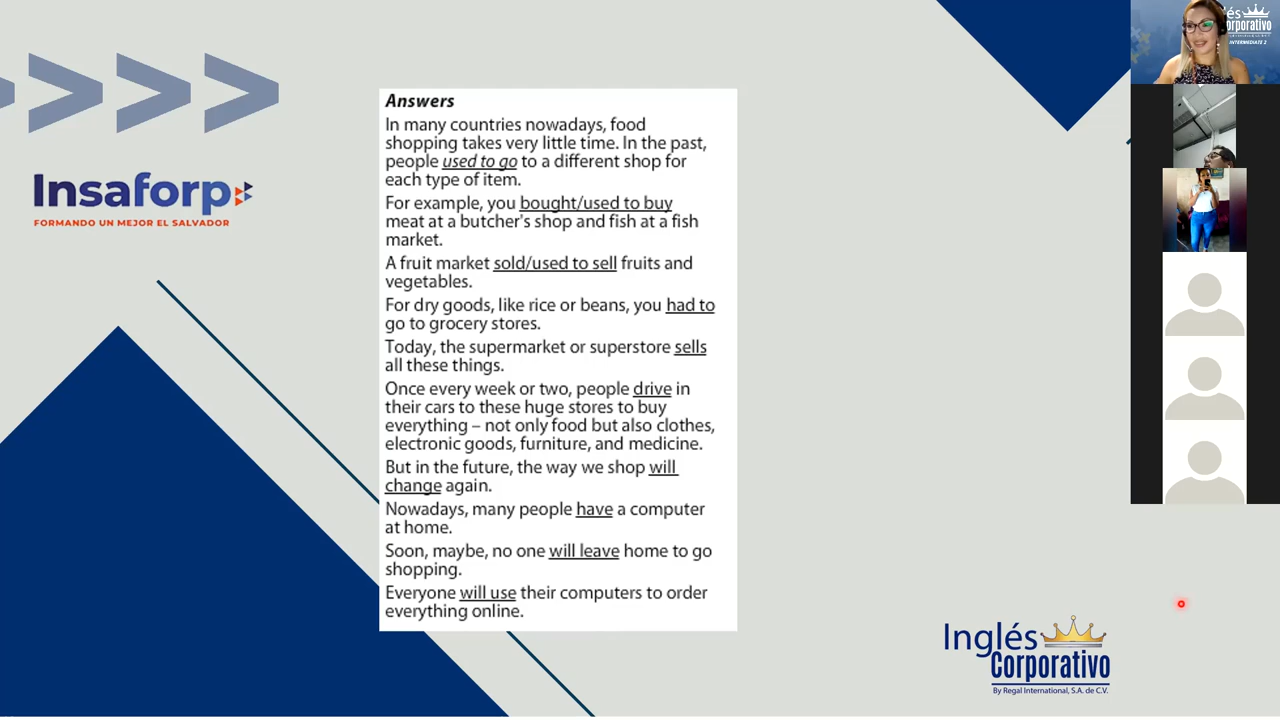 Insaforp
FORMANDO UN MEJOR EL SALVADOR
Answers
In many countries nowadays, food
shopping takes very little time. In the past,
people used to go to a different shop for
each type of item.
For example, you bought/used to buy
meat at a butcher's shop and fish at a fish
market.
A fruit market sold/used to sell fruits and
vegetables.
For dry goods, like rice or beans, you had to
go to grocery stores.
Today, the supermarket or superstore sells
all these things.
Once every week or two, people drive in
their cars to these huge stores to buy
everything – not only food but also clothes,
electronic goods, furniture, and medicine.
But in the future, the way we shop will
change again.
Nowadays, many people have a computer
at home.
Soon, maybe, no one will leave home to go
shopping.
Everyone will use their computers to order
everything online.
Inglés
Corporativo
By Regal International, S.A. de C.V.
INTERMEDIATE 2